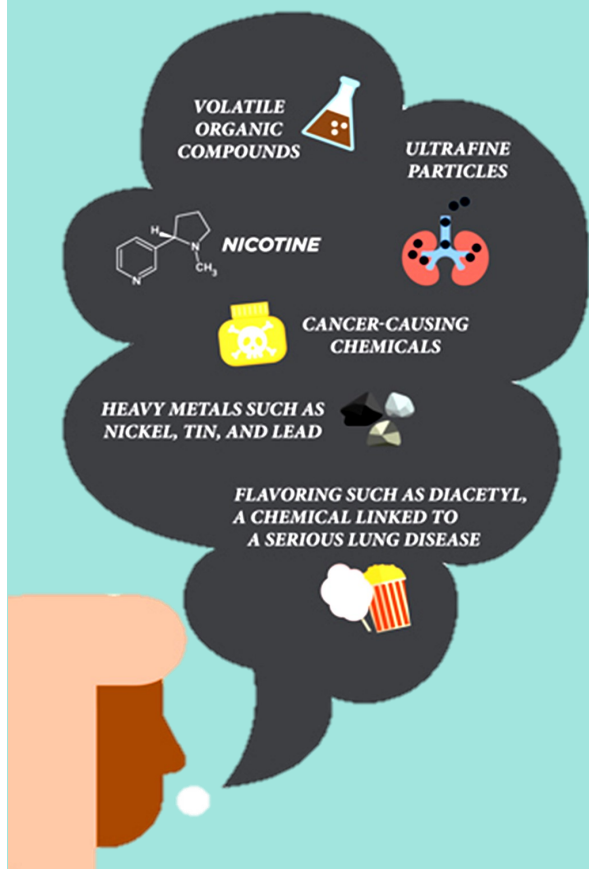 VOLATILE
ORGANIC
COMPOUNDS
ULTRAFINE
PARTICLES
H
N
CH3
N
NICOTINE
CANCER-CAUSING
CHEMICALS
HEAVY METALS SUCH AS
NICKEL, TIN, AND LEAD
FLAVORING SUCH AS DIACETYL,
A CHEMICAL LINKED TO
A SERIOUS LUNG DISEASE